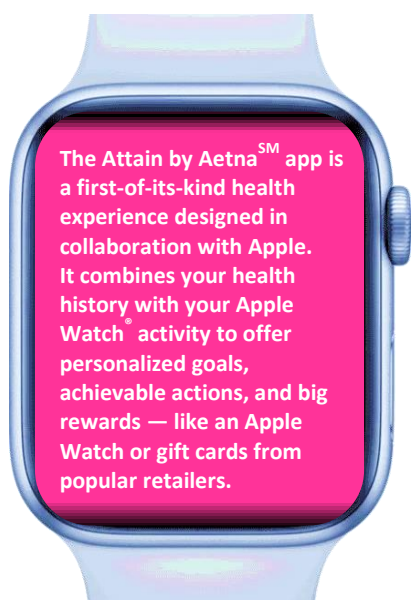 The Attain by Aetna℠ app is
a first-of-its-kind health
experience designed in
collaboration with Apple.
It combines your health
history with your Apple
Watch® activity to offer
personalized goals,
achievable actions, and big
rewards — like an Apple
Watch or gift cards from
popular retailers.